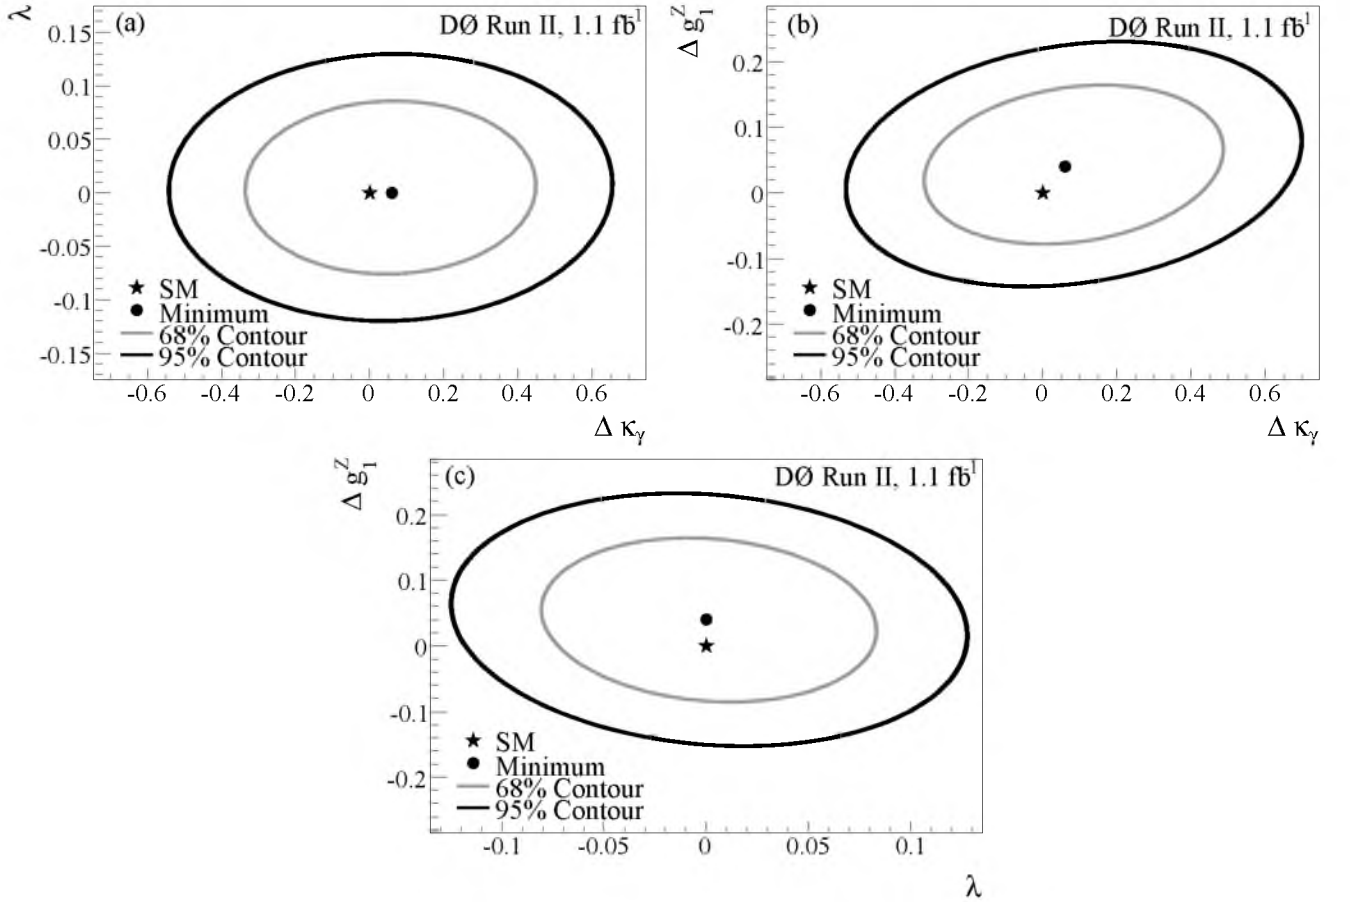 λ
(a) DØ Run II, 1.1 fb⁻¹
0.15
0.1
0.05
0
-0.05
-0.1
-0.15
SM
Minimum
68% Contour
95% Contour
-0.6 -0.4 -0.2 0 0.2 0.4 0.6
Δ κγ
Δ g₁ᶻ
(b) DØ Run II, 1.1 fb⁻¹
0.2
0.1
0
-0.1
-0.2
SM
Minimum
68% Contour
95% Contour
-0.6 -0.4 -0.2 0 0.2 0.4 0.6
Δ κγ
Δ g₁ᶻ
(c) DØ Run II, 1.1 fb⁻¹
0.2
0.1
0
-0.1
-0.2
SM
Minimum
68% Contour
95% Contour
-0.1 -0.05 0 0.05 0.1
λ